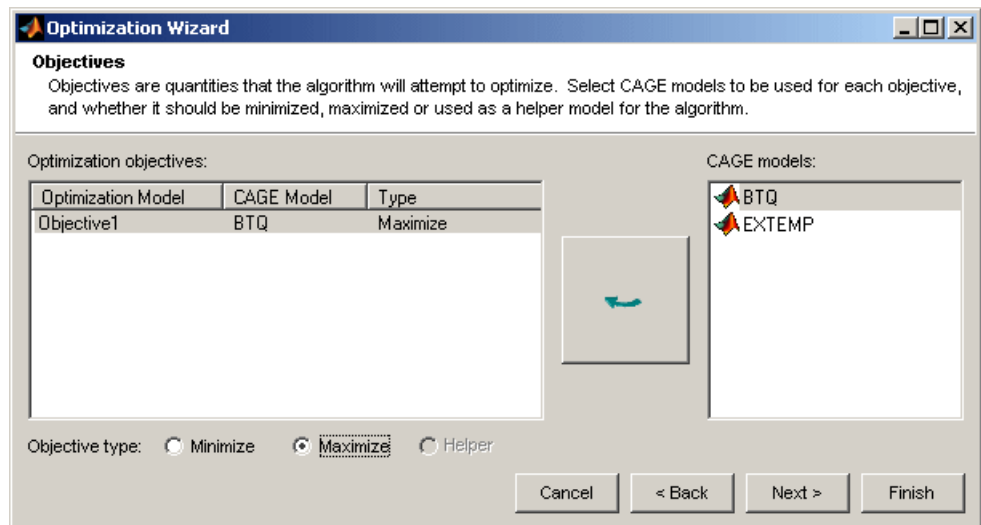 Optimization Wizard
Objectives
Objectives are quantities that the algorithm will attempt to optimize. Select CAGE models to be used for each objective,
and whether it should be minimized, maximized or used as a helper model for the algorithm.
Optimization objectives:
CAGE models:
Optimization Model CAGE Model Type
Objective1 BTQ Maximize
BTQ
EXTEMP
Objective type: Minimize Maximize Helper
Cancel < Back Next > Finish